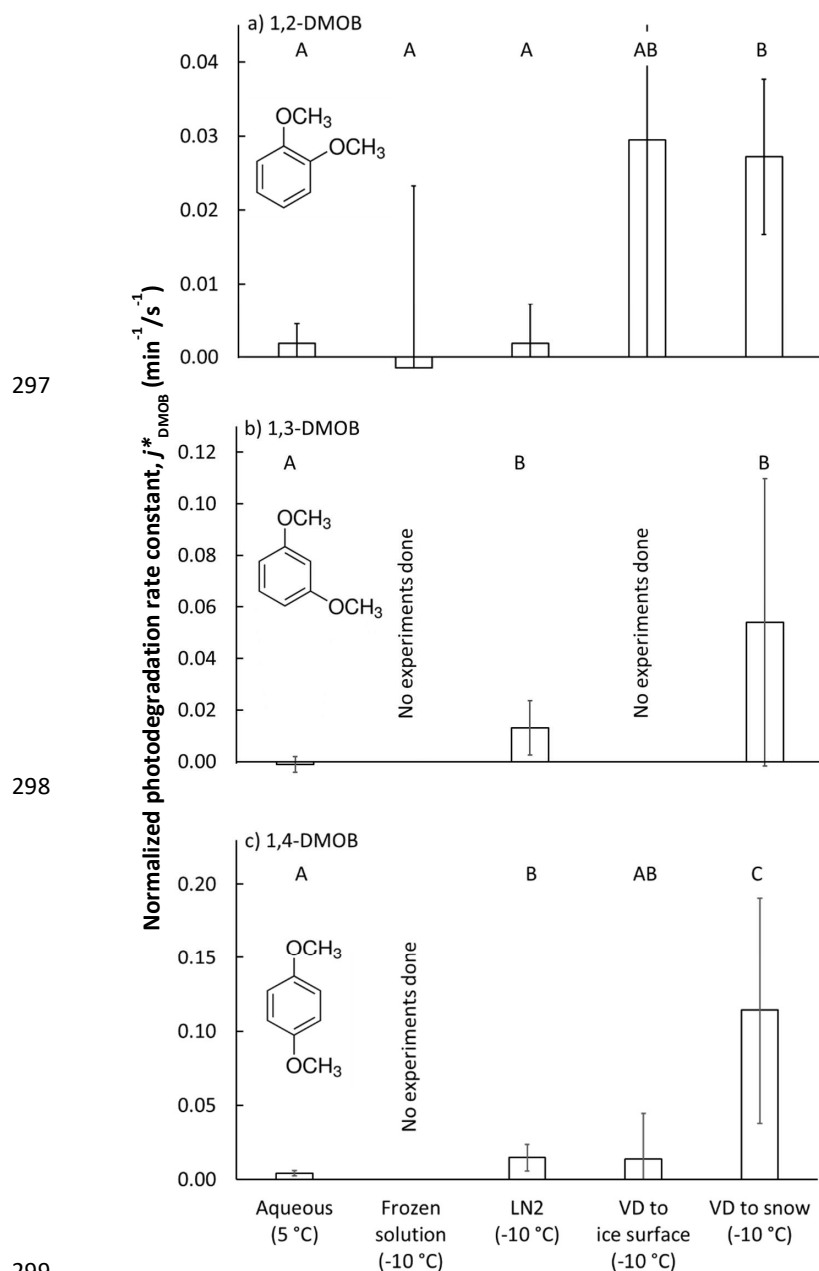 a) 1,2-DMOB
A A A AB B
0.04
0.03
0.02
0.01
0.00
OCH3
OCH3
297
Normalized photodegradation rate constant, j*DMOB (min-1/s-1)
b) 1,3-DMOB
A B B
0.12
0.10
0.08
0.06
0.04
0.02
0.00
OCH3
OCH3
No experiments done
No experiments done
298
c) 1,4-DMOB
A B AB C
0.20
0.15
0.10
0.05
0.00
OCH3
OCH3
No experiments done
Aqueous
(5 °C)
Frozen
solution
(-10 °C)
LN2
(-10 °C)
VD to
ice surface
(-10 °C)
VD to snow
(-10 °C)
299